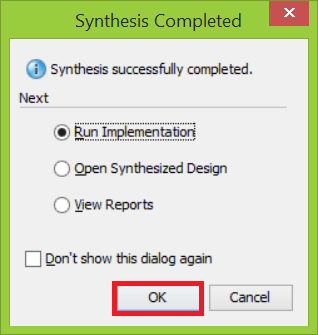 Synthesis Completed
Synthesis successfully completed.
Next
Run Implementation
Open Synthesized Design
View Reports
Don't show this dialog again
OK Cancel